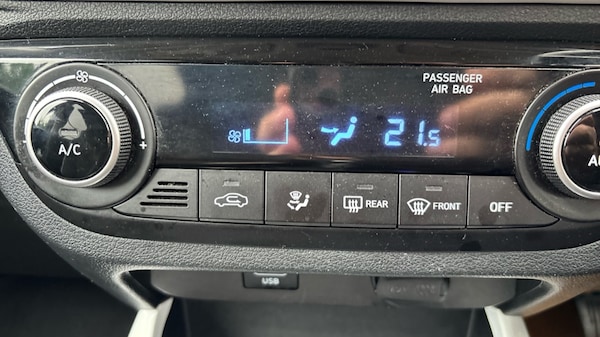 PASSENGER
AIR BAG
A/C
+
21.5
REAR
FRONT
OFF
USB